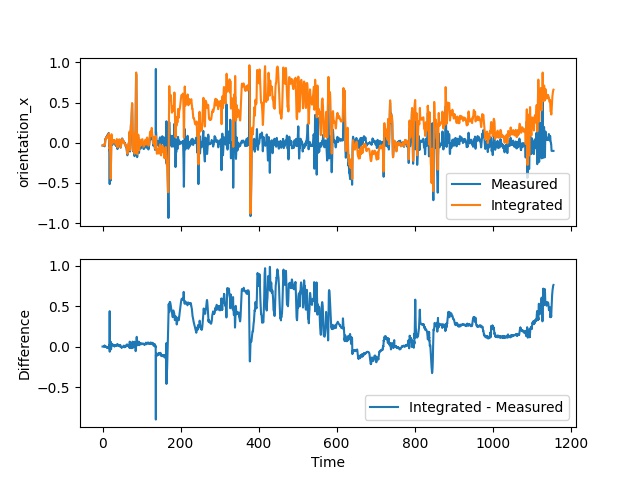 1.0
0.5
0.0
−0.5
−1.0
orientation_x
Measured
Integrated
1.0
0.5
0.0
−0.5
Difference
Integrated - Measured
0 200 400 600 800 1000 1200
Time